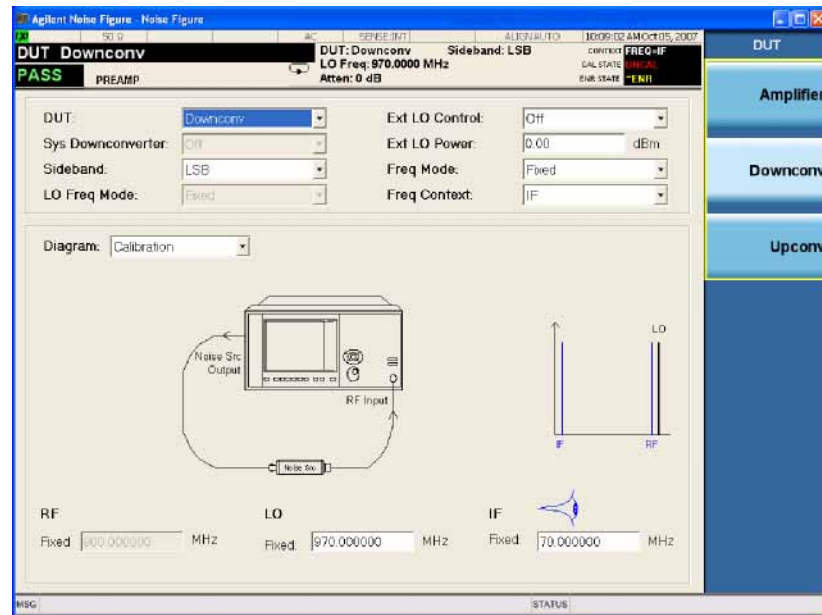 Agilent Noise Figure - Noise Figure
50 Ω AC SENSE:INT ALIGN AUTO 10:09:02 AM Oct 05, 2007
DUT Downconv DUT: Downconv Sideband: LSB CONTEXT FREQ=IF
LO Freq: 970.0000 MHz CAL STATE UNCAL
PASS PREAMP Atten: 0 dB ENR STATE ~ENR
DUT
Amplifier
Downconv
Upconv
DUT: Downconv Ext LO Control: Off
Sys Downconverter: Off Ext LO Power: 0.00 dBm
Sideband: LSB Freq Mode: Fixed
LO Freq Mode: Fixed Freq Context: IF
Diagram: Calibration
Noise Src
Output
RF Input
Noise Src
LO
IF RF
RF LO IF
Fixed 900.000000 MHz Fixed: 970.000000 MHz Fixed: 70.000000 MHz
MSG STATUS